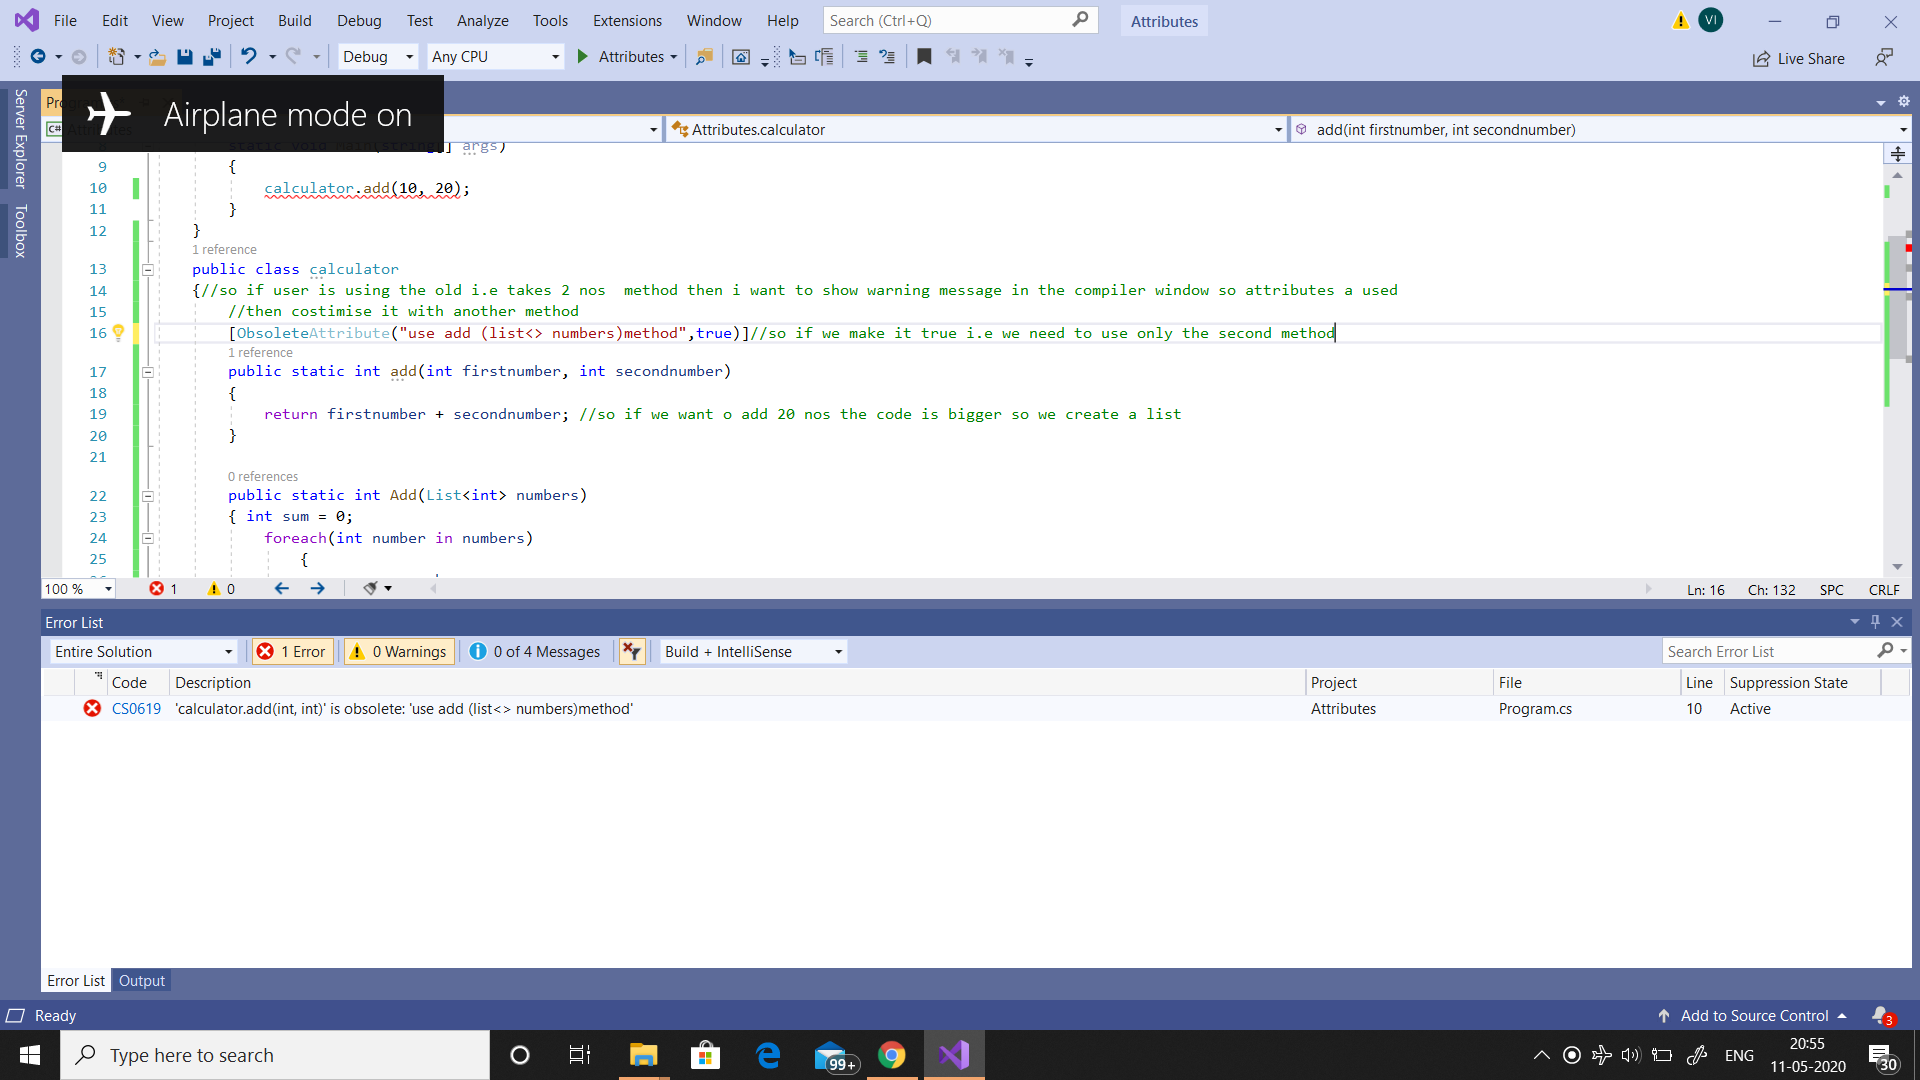 File Edit View Project Build Debug Test Analyze Tools Extensions Window Help Search (Ctrl+Q) Attributes VI
Debug Any CPU Attributes Live Share
Airplane mode on
Server Explorer
Toolbox
C# Attributes.calculator add(int firstnumber, int secondnumber)
args)
9 {
10 calculator.add(10, 20);
11 }
12 }
1 reference
13 public class calculator
14 {//so if user is using the old i.e takes 2 nos  method then i want to show warning message in the compiler window so attributes a used
15 //then costimise it with another method
16 [ObsoleteAttribute("use add (list<> numbers)method",true)]//so if we make it true i.e we need to use only the second method
1 reference
17 public static int add(int firstnumber, int secondnumber)
18 {
19 return firstnumber + secondnumber; //so if we want o add 20 nos the code is bigger so we create a list
20 }
21
0 references
22 public static int Add(List<int> numbers)
23 { int sum = 0;
24 foreach(int number in numbers)
25 {
100 % 1 0 Ln: 16 Ch: 132 SPC CRLF
Error List
Entire Solution 1 Error 0 Warnings 0 of 4 Messages Build + IntelliSense Search Error List
Code Description Project File Line Suppression State
CS0619 'calculator.add(int, int)' is obsolete: 'use add (list<> numbers)method' Attributes Program.cs 10 Active
Error List Output
Ready Add to Source Control 3
Type here to search 99+ ENG 20:55
11-05-2020 30